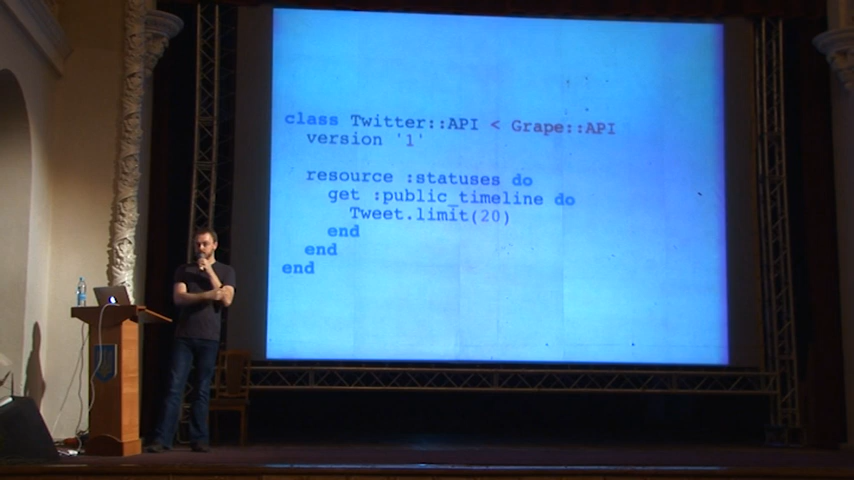 class Twitter::API < Grape::API
version '1'
resource :statuses do
get :public_timeline do
Tweet.limit(20)
end
end
end